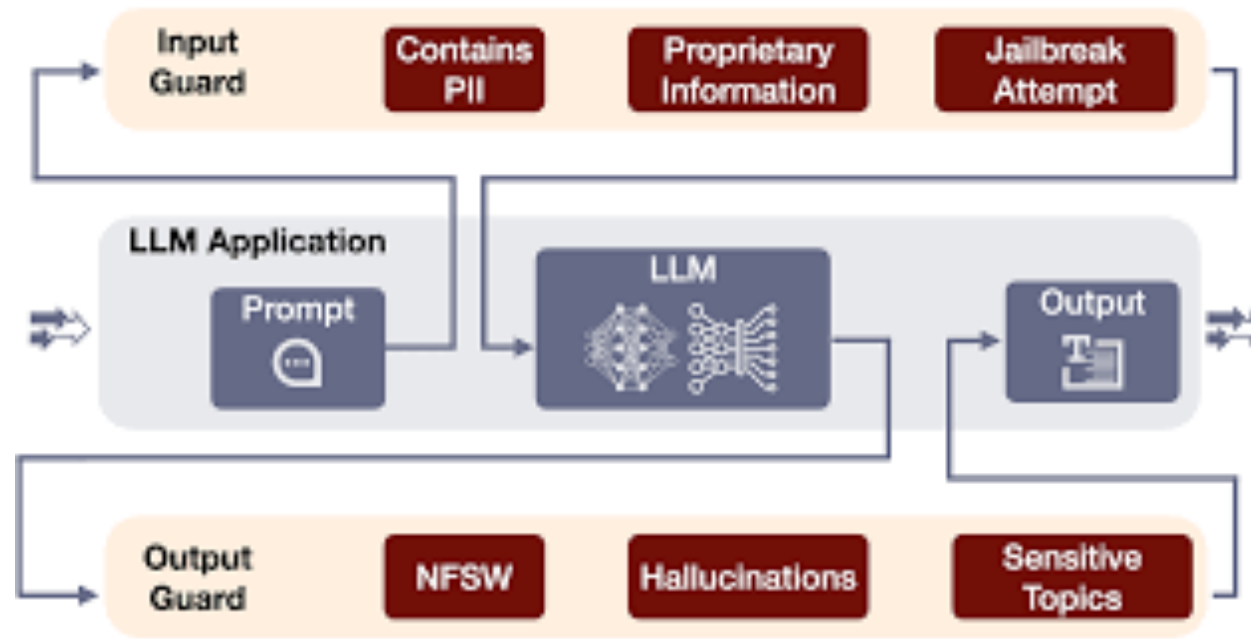 Input
Guard
Contains
PII
Proprietary
Information
Jailbreak
Attempt
LLM Application
Prompt
LLM
Output
T
Output
Guard
NFSW
Hallucinations
Sensitive
Topics